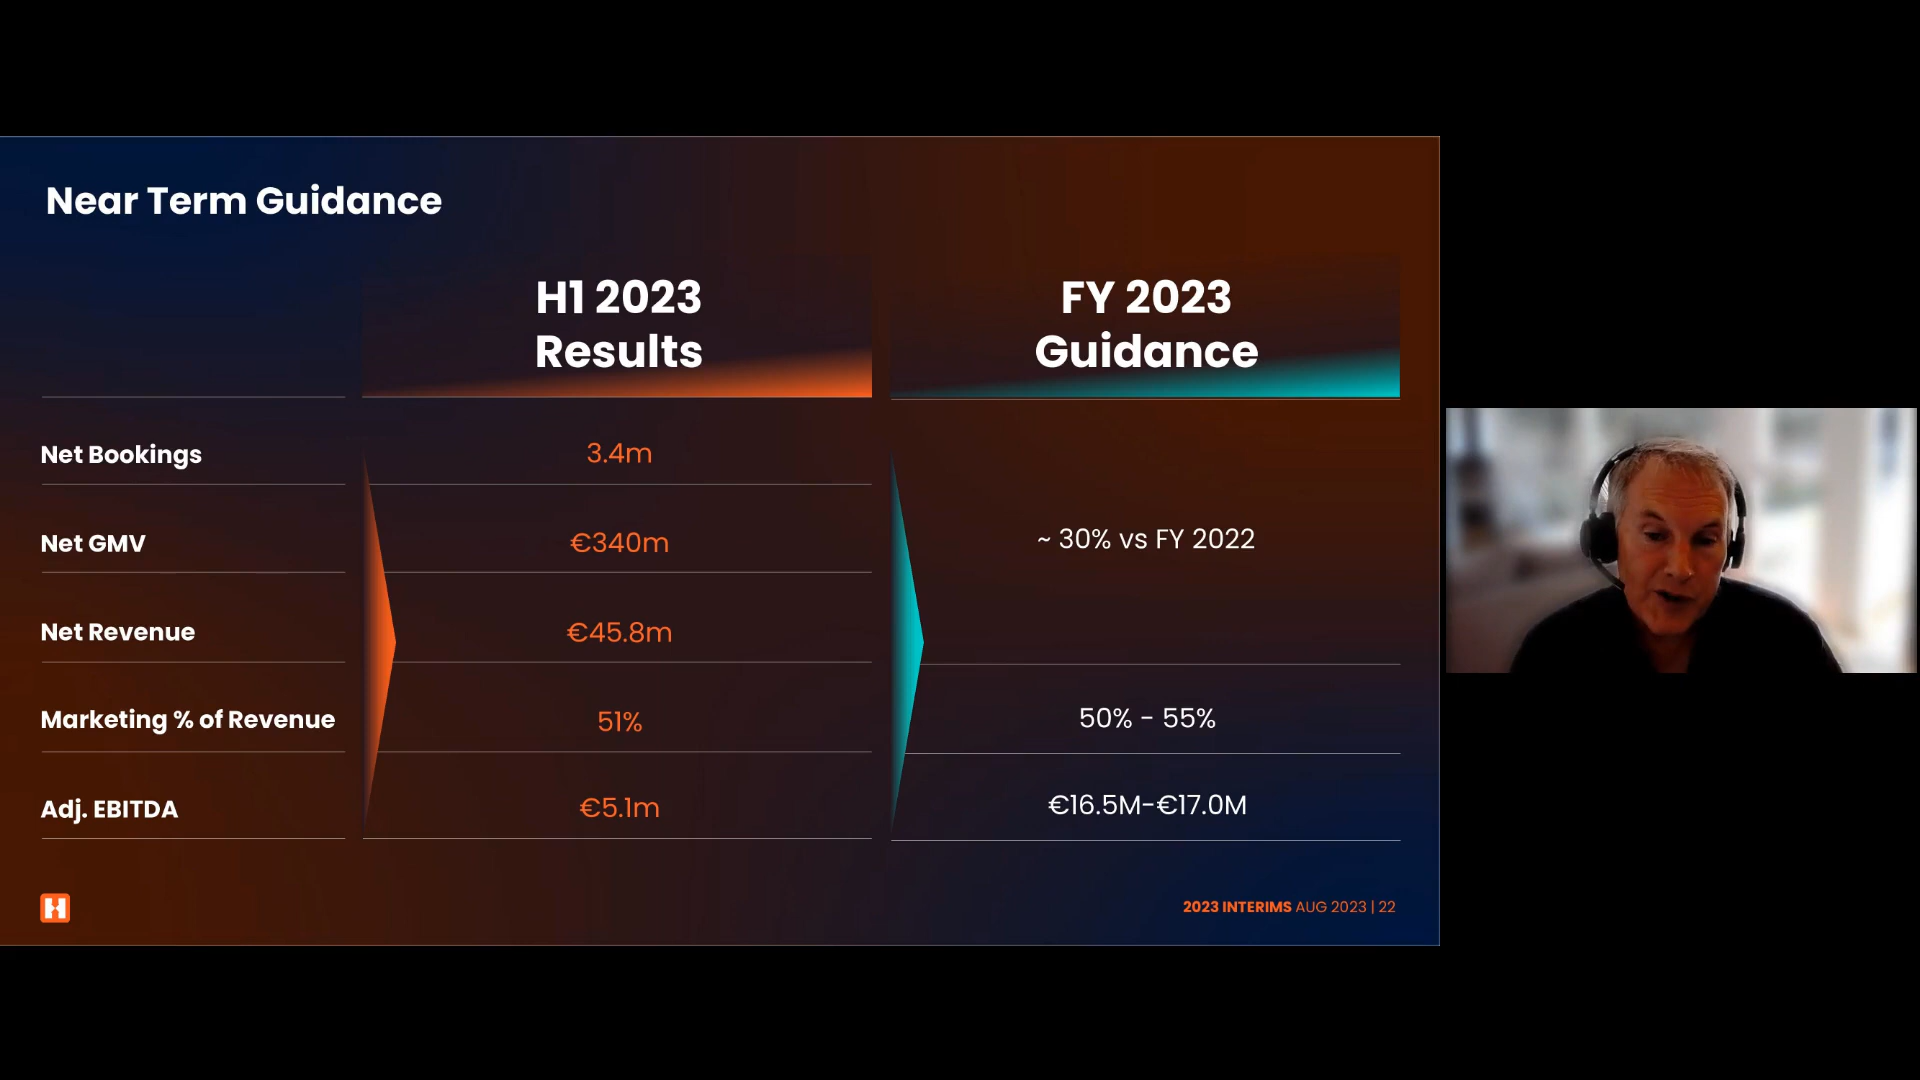 Near Term Guidance
H1 2023
Results
FY 2023
Guidance
Net Bookings
3.4m
Net GMV
€340m
~ 30% vs FY 2022
Net Revenue
€45.8m
Marketing % of Revenue
51%
50% - 55%
Adj. EBITDA
€5.1m
€16.5M-€17.0M
H
2023 INTERIMS AUG 2023 | 22